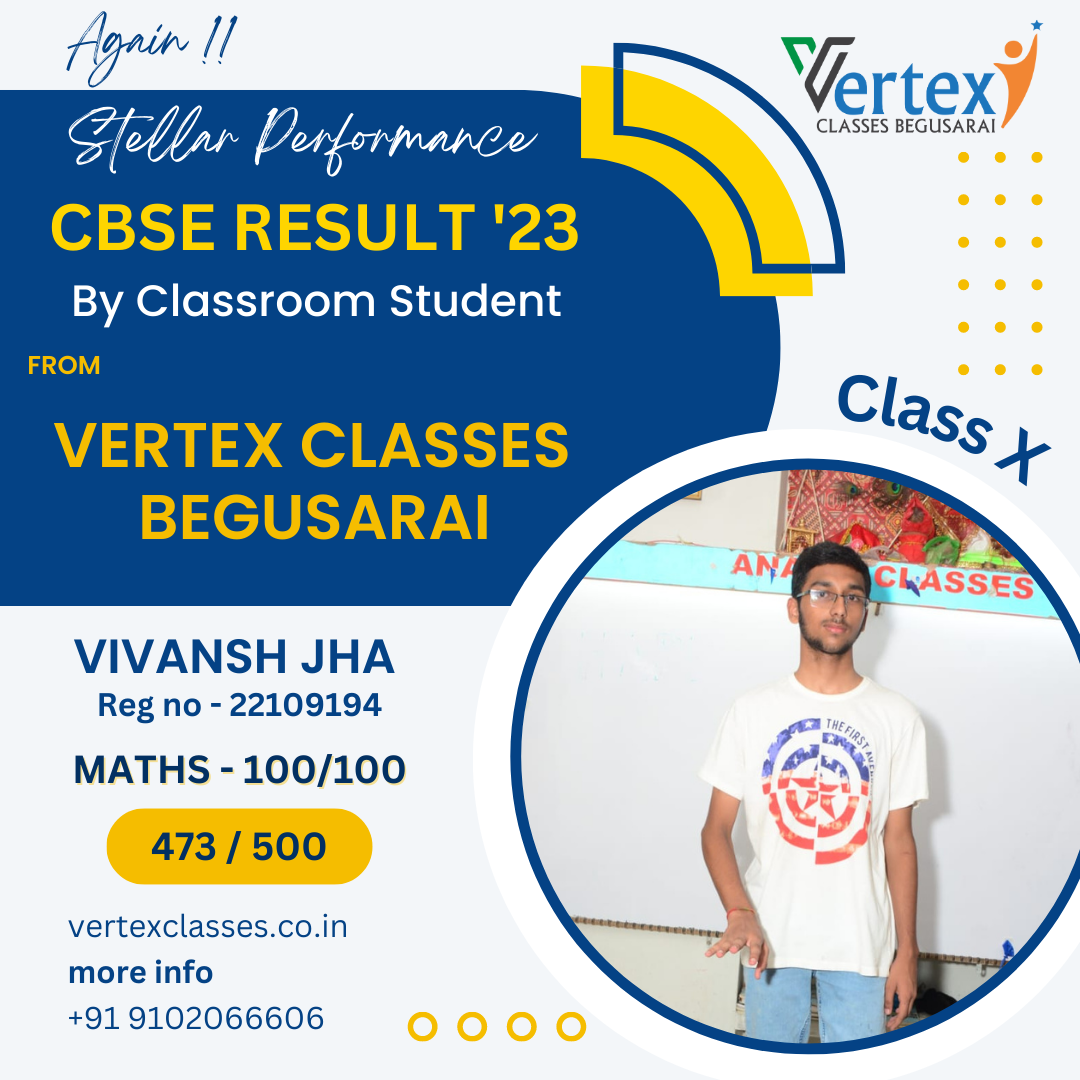 Again !!
Vertex
CLASSES BEGUSARAI
Stellar Performance
CBSE RESULT '23
By Classroom Student
FROM
VERTEX CLASSES
BEGUSARAI
Class X
CLASSES
THE FIRST
VIVANSH JHA
Reg no - 22109194
MATHS - 100/100
473 / 500
vertexclasses.co.in
more info
+91 9102066606